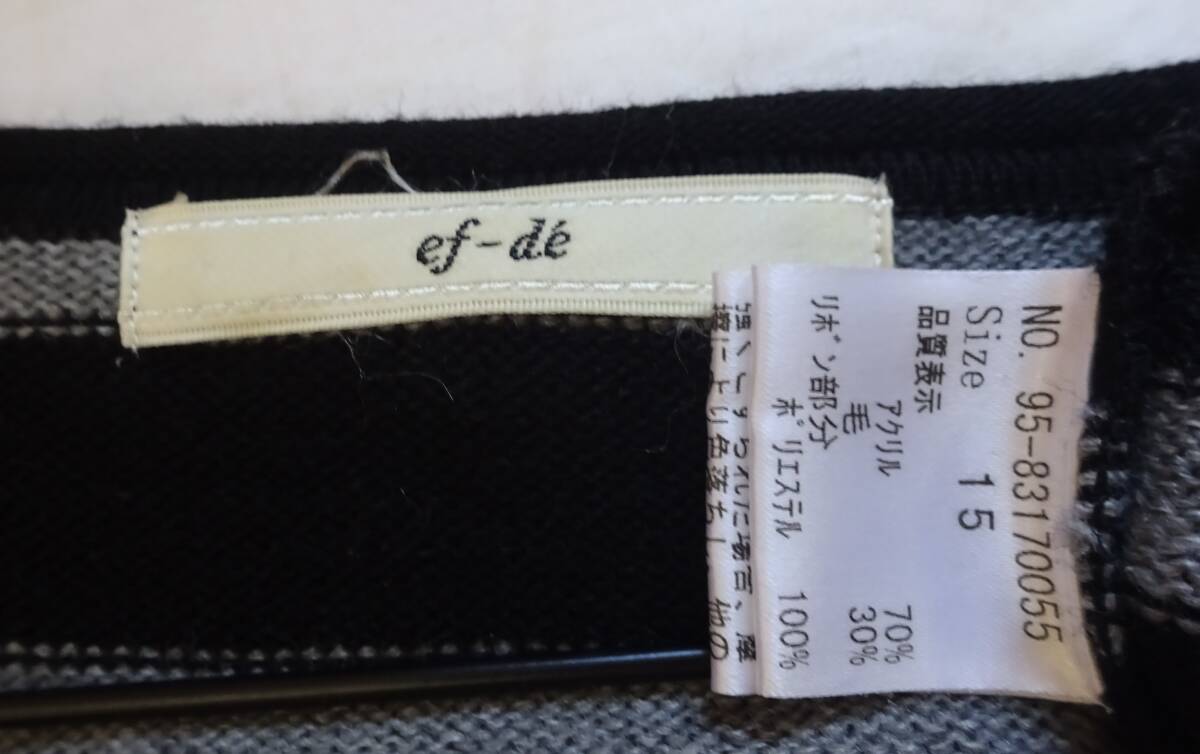 ef-dé
NO. 95-83170055
Size 15
品質表示
アクリル 70%
毛 30%
リボン部分
ポリエステル 100%